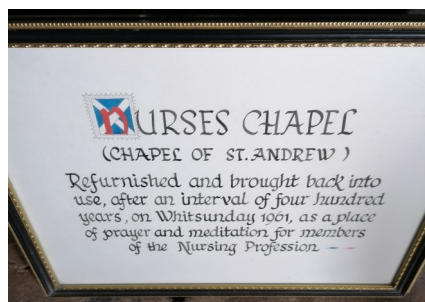 NURSES CHAPEL
(CHAPEL OF ST. ANDREW)
Refurnished and brought back into
use, after an interval of four hundred
years, on Whitsunday 1961, as a place
of prayer and meditation for members
of the Nursing Profession